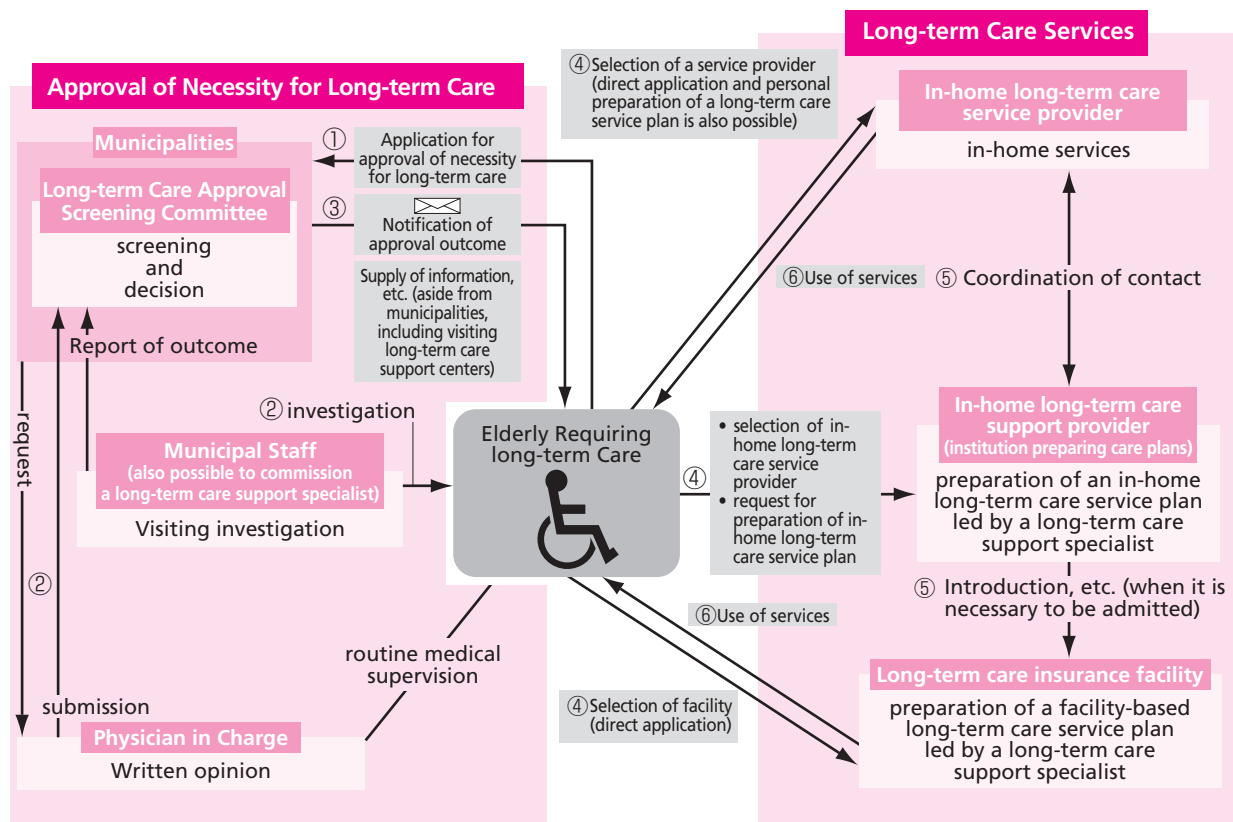 Approval of Necessity for Long-term Care
Municipalities
Long-term Care Approval
Screening Committee
screening
and
decision
Report of outcome
①
Application for
approval of necessity
for long-term care
③
Notification of
approval outcome
Supply of information,
etc. (aside from
municipalities,
including visiting
long-term care
support centers)
② investigation
request
Municipal Staff
(also possible to commission
a long-term care support specialist)
Visiting investigation
②
submission
Physician in Charge
Written opinion
routine medical
supervision
Elderly Requiring
long-term Care
④Selection of a service provider
(direct application and personal
preparation of a long-term care
service plan is also possible)
⑥Use of services
④
• selection of in-
home long-term
care service
provider
• request for
preparation of in-
home long-term
care service plan
⑥Use of services
④Selection of facility
(direct application)
Long-term Care Services
In-home long-term care
service provider
in-home services
⑤ Coordination of contact
In-home long-term care
support provider
(institution preparing care plans)
preparation of an in-home
long-term care service plan
led by a long-term care
support specialist
⑤ Introduction, etc. (when it is
necessary to be admitted)
Long-term care insurance facility
preparation of a facility-based
long-term care service plan
led by a long-term care
support specialist